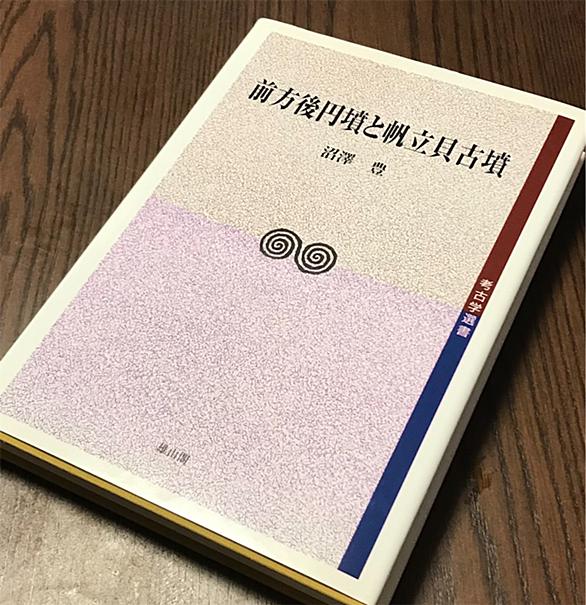 前方後円墳と帆立貝古墳
沼澤 豊
考古学選書
雄山閣